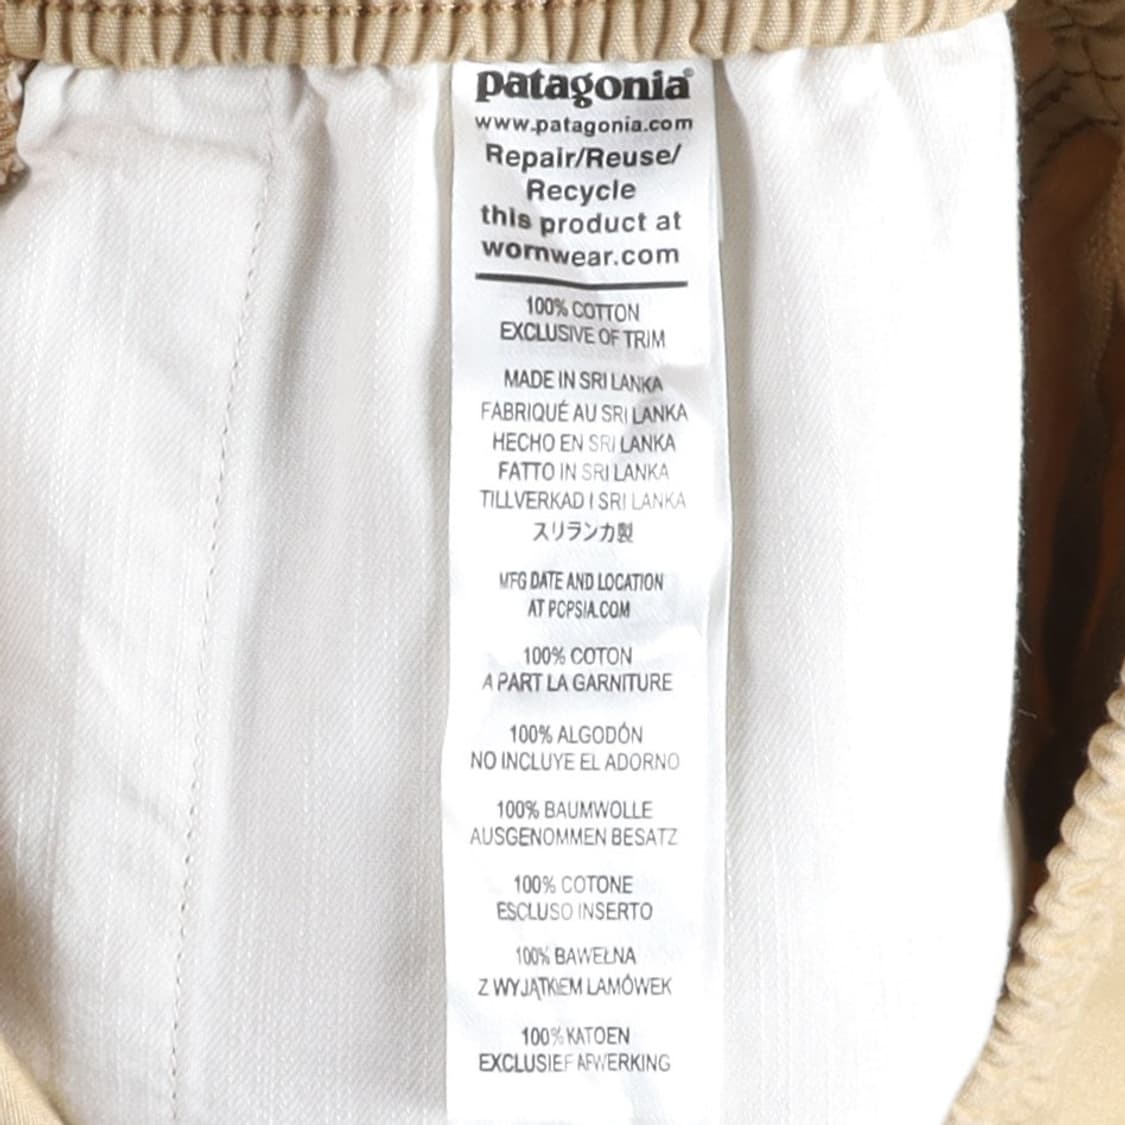 patagonia®
www.patagonia.com
Repair/Reuse/
Recycle
this product at
wornwear.com
100% COTTON
EXCLUSIVE OF TRIM
MADE IN SRI LANKA
FABRIQUÉ AU SRI LANKA
HECHO EN SRI LANKA
FATTO IN SRI LANKA
TILLVERKAD I SRI LANKA
スリランカ製
MFG DATE AND LOCATION
AT PCPSIA.COM
100% COTON
A PART LA GARNITURE
100% ALGODÓN
NO INCLUYE EL ADORNO
100% BAUMWOLLE
AUSGENOMMEN BESATZ
100% COTONE
ESCLUSO INSERTO
100% BAWEŁNA
Z WYJĄTKIEM LAMÓWEK
100% KATOEN
EXCLUSIEF AFWERKING